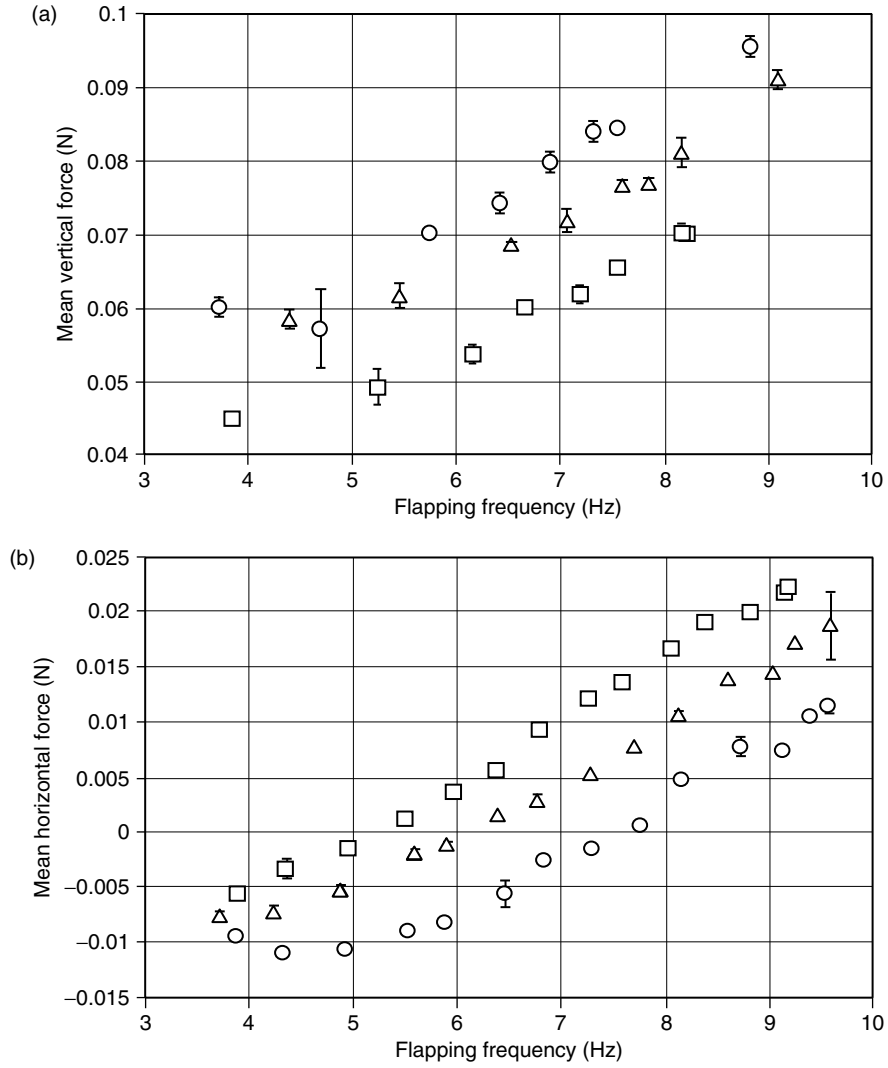 (a)
0.1
0.09
0.08
0.07
0.06
0.05
0.04
Mean vertical force (N)
3 4 5 6 7 8 9 10
Flapping frequency (Hz)
(b)
0.025
0.02
0.015
0.01
0.005
0
−0.005
−0.01
−0.015
Mean horizontal force (N)
3 4 5 6 7 8 9 10
Flapping frequency (Hz)